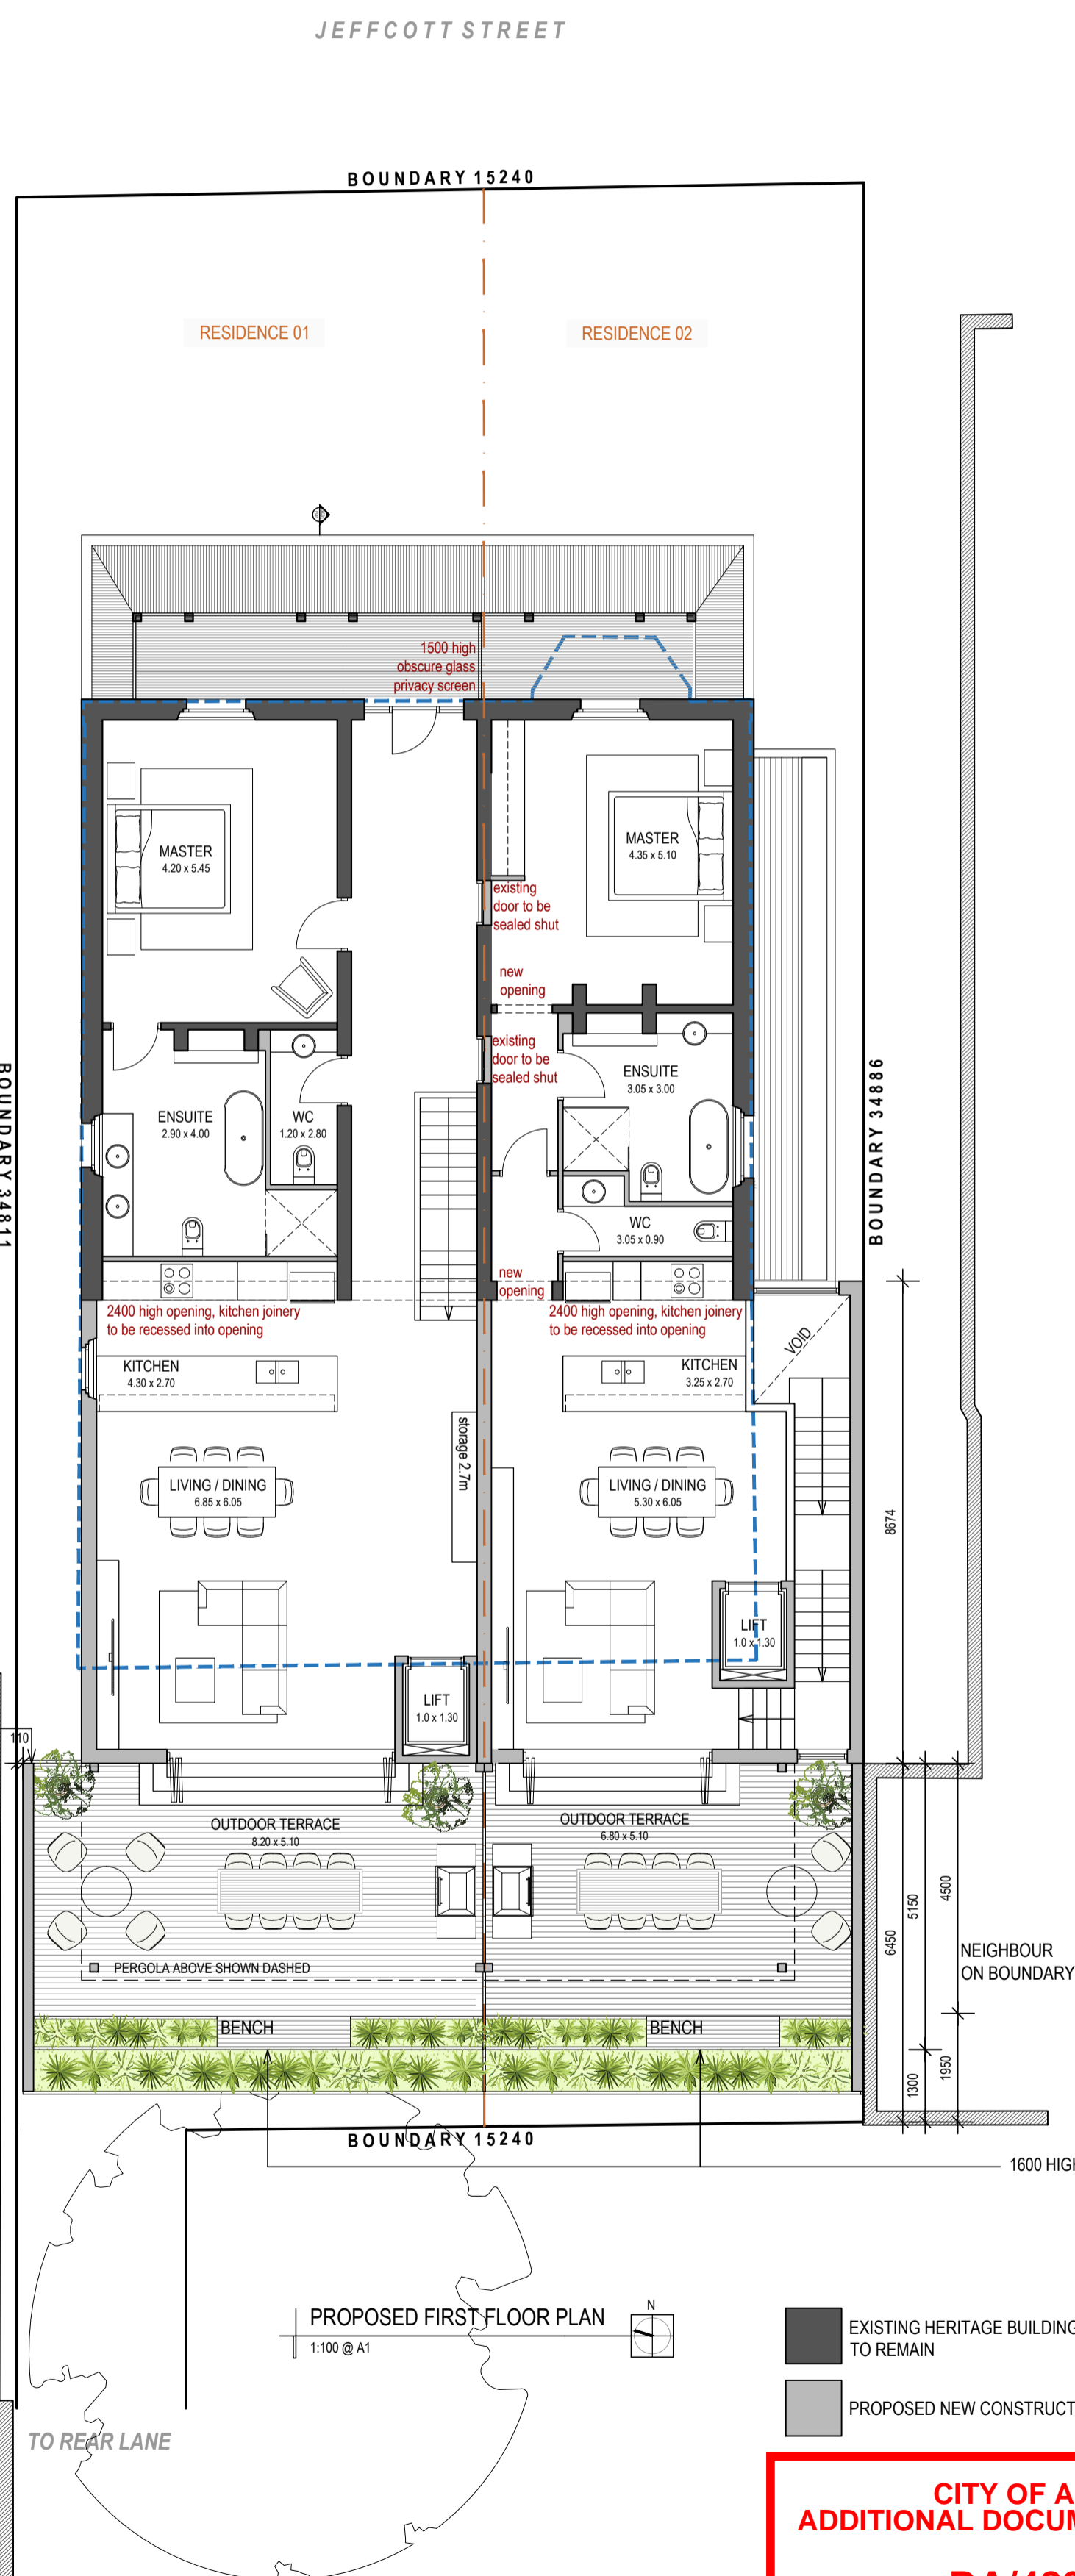 JEFFCOTT STREET
BOUNDARY 15240
RESIDENCE 01
RESIDENCE 02
1500 high
obscure glass
privacy screen
MASTER
4.20 x 5.45
MASTER
4.35 x 5.10
existing
door to be
sealed shut
new
opening
existing
door to be
sealed shut
ENSUITE
3.05 x 3.00
ENSUITE
2.90 x 4.00
WC
1.20 x 2.80
WC
3.05 x 0.90
BOUNDARY 34811
BOUNDARY 34886
new
opening
2400 high opening, kitchen joinery
to be recessed into opening
2400 high opening, kitchen joinery
to be recessed into opening
VOID
KITCHEN
4.30 x 2.70
KITCHEN
3.25 x 2.70
storage 2.7m
LIVING / DINING
6.85 x 6.05
LIVING / DINING
5.30 x 6.05
8674
LIFT
1.0 x 1.30
LIFT
1.0 x 1.30
110
OUTDOOR TERRACE
8.20 x 5.10
OUTDOOR TERRACE
6.80 x 5.10
6450
5150
4500
NEIGHBOUR
ON BOUNDARY
PERGOLA ABOVE SHOWN DASHED
BENCH
BENCH
1300
1950
BOUNDARY 15240
1600 HIGH
PROPOSED FIRST FLOOR PLAN
1:100 @ A1
N
EXISTING HERITAGE BUILDING
TO REMAIN
PROPOSED NEW CONSTRUCT
TO REAR LANE
CITY OF A
ADDITIONAL DOCUM